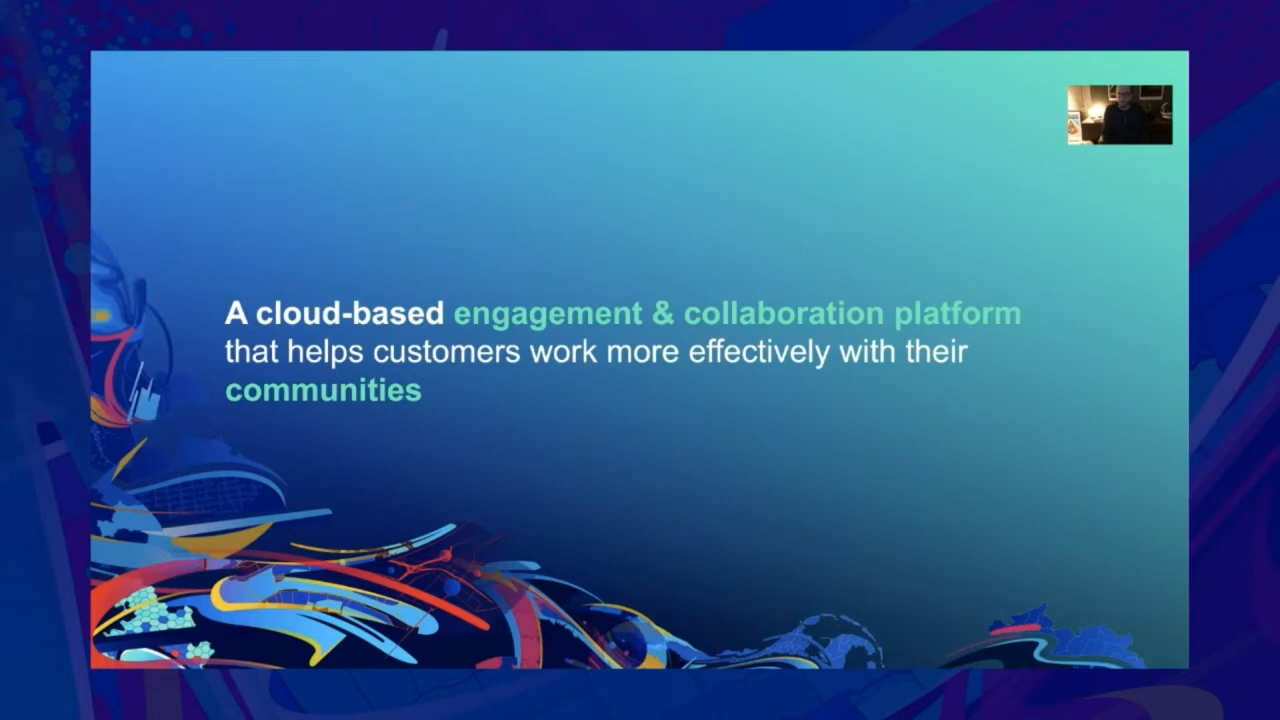 A cloud-based engagement & collaboration platform
that helps customers work more effectively with their
communities